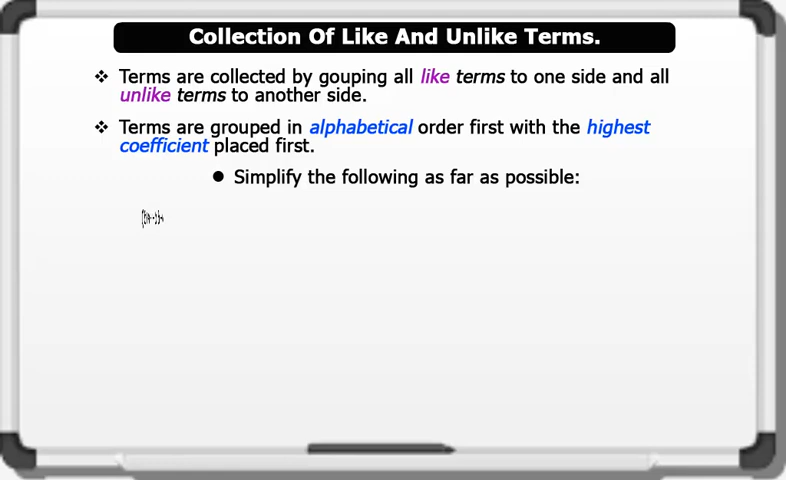 Collection Of Like And Unlike Terms.
❖ Terms are collected by gouping all like terms to one side and all
unlike terms to another side.
❖ Terms are grouped in alphabetical order first with the highest
coefficient placed first.
● Simplify the following as far as possible: